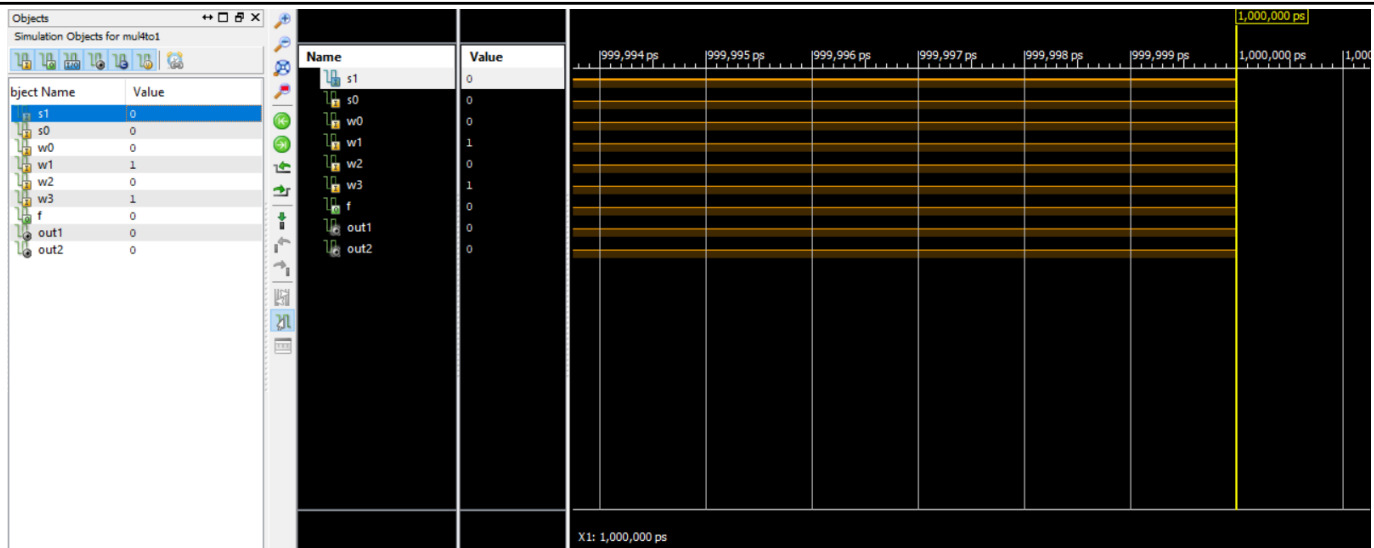 Objects
Simulation Objects for mul4to1
bject Name Value
s1 0
s0 0
w0 0
w1 1
w2 0
w3 1
f 0
out1 0
out2 0
Name Value
s1 0
s0 0
w0 0
w1 1
w2 0
w3 1
f 0
out1 0
out2 0
1,000,000 ps
999,994 ps 999,995 ps 999,996 ps 999,997 ps 999,998 ps 999,999 ps 1,000,000 ps 1,000
X1: 1,000,000 ps